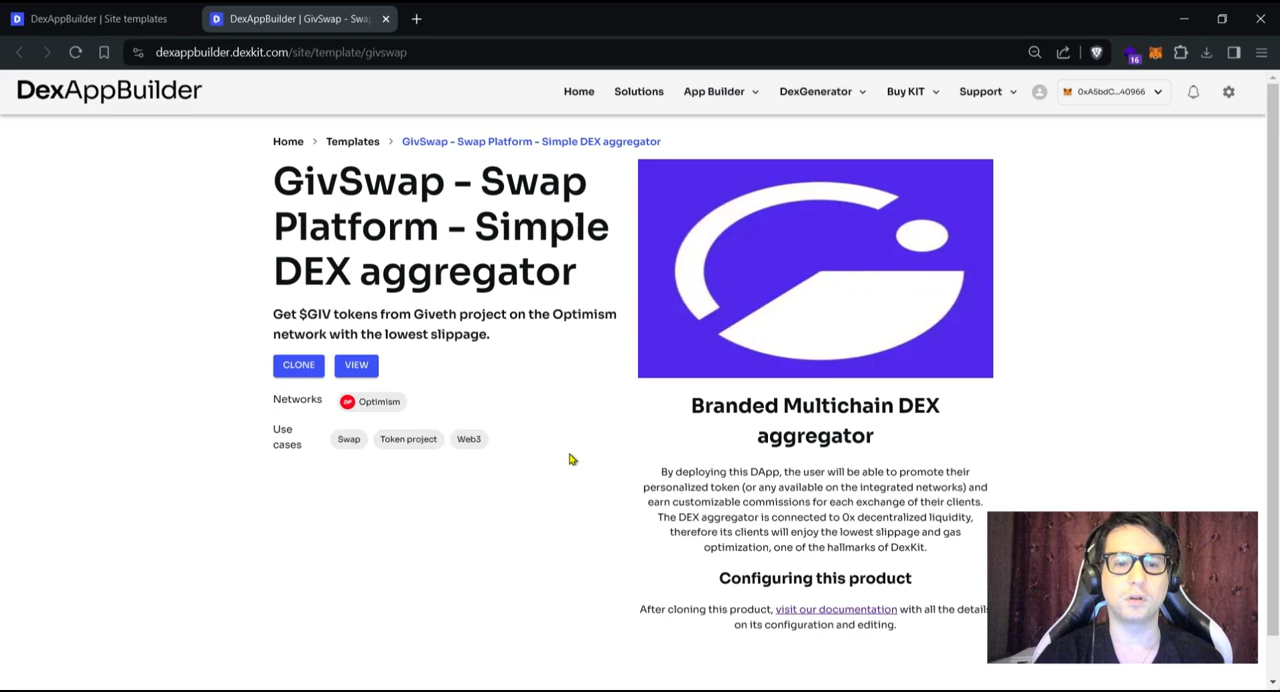 DexAppBuilder | Site templates
DexAppBuilder | GivSwap - Swa
dexappbuilder.dexkit.com/site/template/givswap
16
DexAppBuilder
Home Solutions App Builder DexGenerator Buy KIT Support 0xA5bdC...40966
Home > Templates > GivSwap - Swap Platform - Simple DEX aggregator
GivSwap - Swap
Platform - Simple
DEX aggregator
Get $GIV tokens from Giveth project on the Optimism
network with the lowest slippage.
CLONE VIEW
Networks OP Optimism
Use
cases
Swap Token project Web3
Branded Multichain DEX
aggregator
By deploying this DApp, the user will be able to promote their
personalized token (or any available on the integrated networks) and
earn customizable commissions for each exchange of their clients.
The DEX aggregator is connected to 0x decentralized liquidity,
therefore its clients will enjoy the lowest slippage and gas
optimization, one of the hallmarks of DexKit.
Configuring this product
After cloning this product, visit our documentation with all the details
on its configuration and editing.